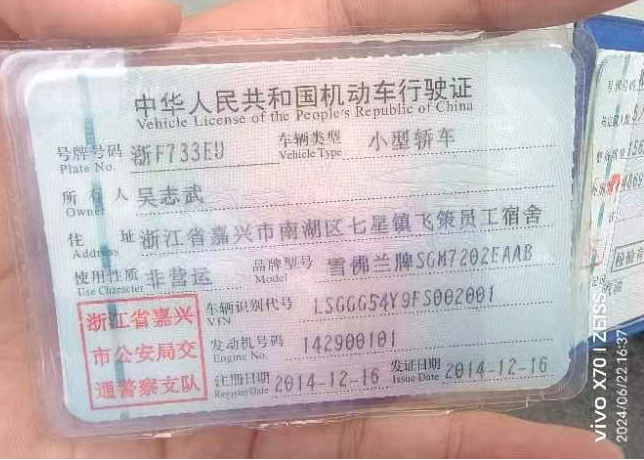 中华人民共和国机动车行驶证
Vehicle License of the People's Republic of China
号牌号码 浙F733EU 车辆类型 小型轿车
Plate No. Vehicle Type
所有人 吴志武
Owner
住址 浙江省嘉兴市南湖区七星镇飞策员工宿舍
Address
使用性质 非营运 品牌型号 雪佛兰牌SGM7202EAAB
Use Character Model
浙江省嘉兴
市公安局交
通警察支队
车辆识别代号 LSGGG54Y9FS002001
VIN
发动机号码 142900101
Engine No.
注册日期 2014-12-16 发证日期 2014-12-16
Register Date Issue Date
vivo X70 | ZEISS
2024/06/22 16:37